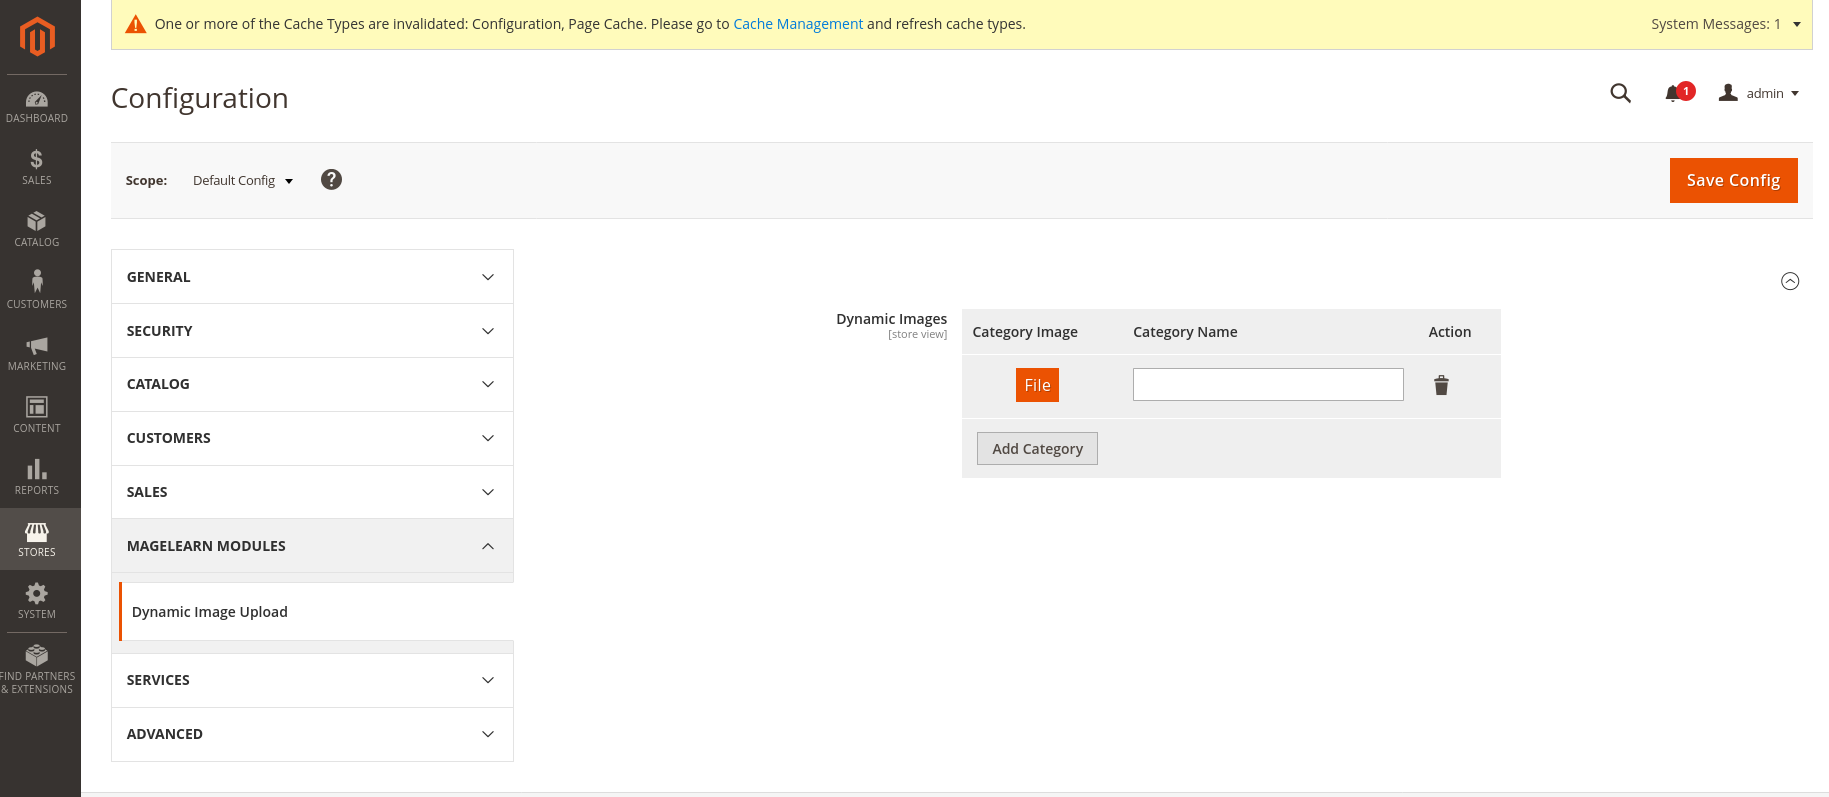 One or more of the Cache Types are invalidated: Configuration, Page Cache. Please go to Cache Management and refresh cache types.
System Messages: 1
Configuration
1
admin
Scope:
Default Config
?
Save Config
DASHBOARD
$
SALES
CATALOG
CUSTOMERS
MARKETING
CONTENT
REPORTS
STORES
SYSTEM
FIND PARTNERS
& EXTENSIONS
GENERAL
SECURITY
CATALOG
CUSTOMERS
SALES
MAGELEARN MODULES
Dynamic Image Upload
SERVICES
ADVANCED
Dynamic Images
[store view]
Category Image
Category Name
Action
File
Add Category